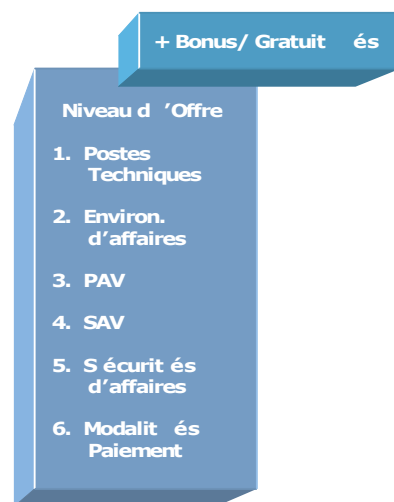 + Bonus/ Gratuit és
Niveau d 'Offre
1. Postes
Techniques
2. Environ.
d'affaires
3. PAV
4. SAV
5. S écurit és
d'affaires
6. Modalit és
Paiement